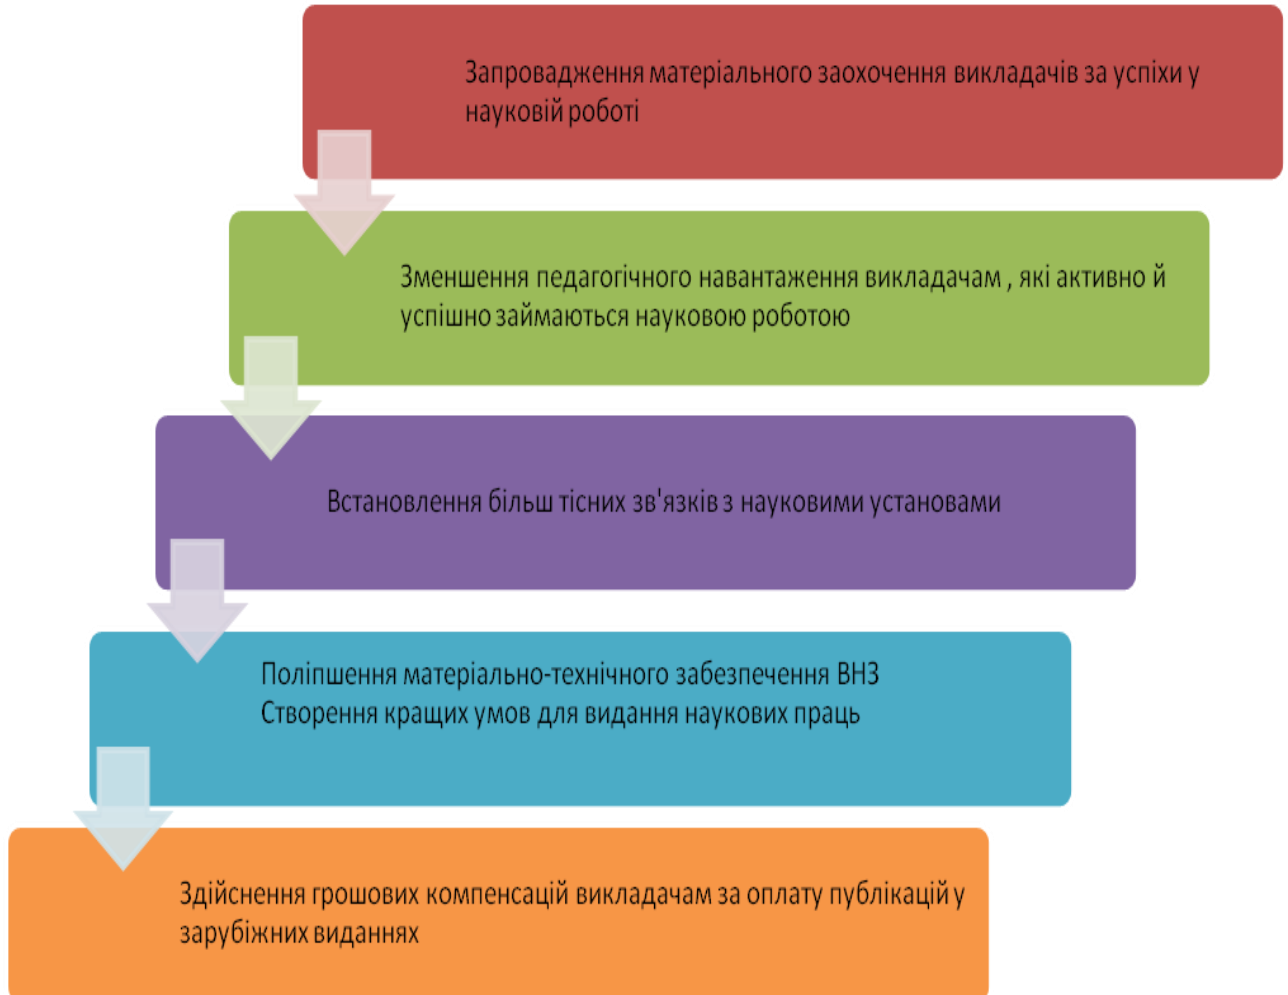 Запровадження матеріального заохочення викладачів за успіхи у
науковій роботі
Зменшення педагогічного навантаження викладачам , які активно й
успішно займаються науковою роботою
Встановлення більш тісних зв'язків з науковими установами
Поліпшення матеріально-технічного забезпечення ВНЗ
Створення кращих умов для видання наукових праць
Здійснення грошових компенсацій викладачам за оплату публікацій у
зарубіжних виданнях